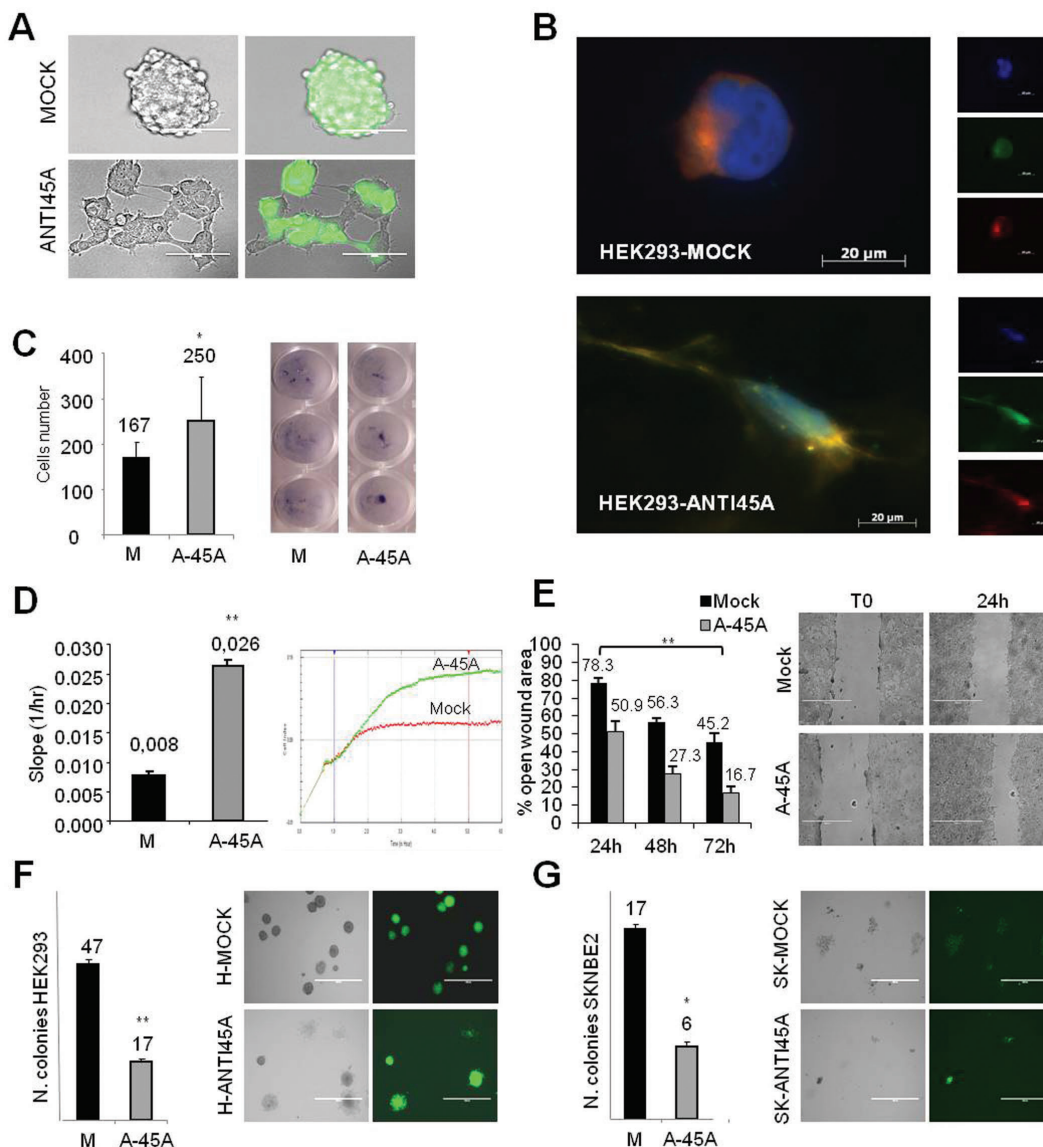 A
MOCK
ANTI45A
B
HEK293-MOCK
20 µm
HEK293-ANTI45A
20 µm
C
Cells number
400
300
200
100
0
167
*
250
M
A-45A
M
A-45A
D
Slope (1/hr)
0.030
0.025
0.020
0.015
0.010
0.005
0.000
0,008
**
0,026
M
A-45A
A-45A
Mock
Time (in Hour)
E
Mock
A-45A
% open wound area
100
90
80
70
60
50
40
30
20
10
0
**
78.3
50.9
56.3
27.3
45.2
16.7
24h
48h
72h
T0
24h
Mock
A-45A
F
N. colonies HEK293
47
**
17
M
A-45A
H-MOCK
H-ANTI45A
G
N. colonies SKNBE2
17
*
6
M
A-45A
SK-MOCK
SK-ANTI45A